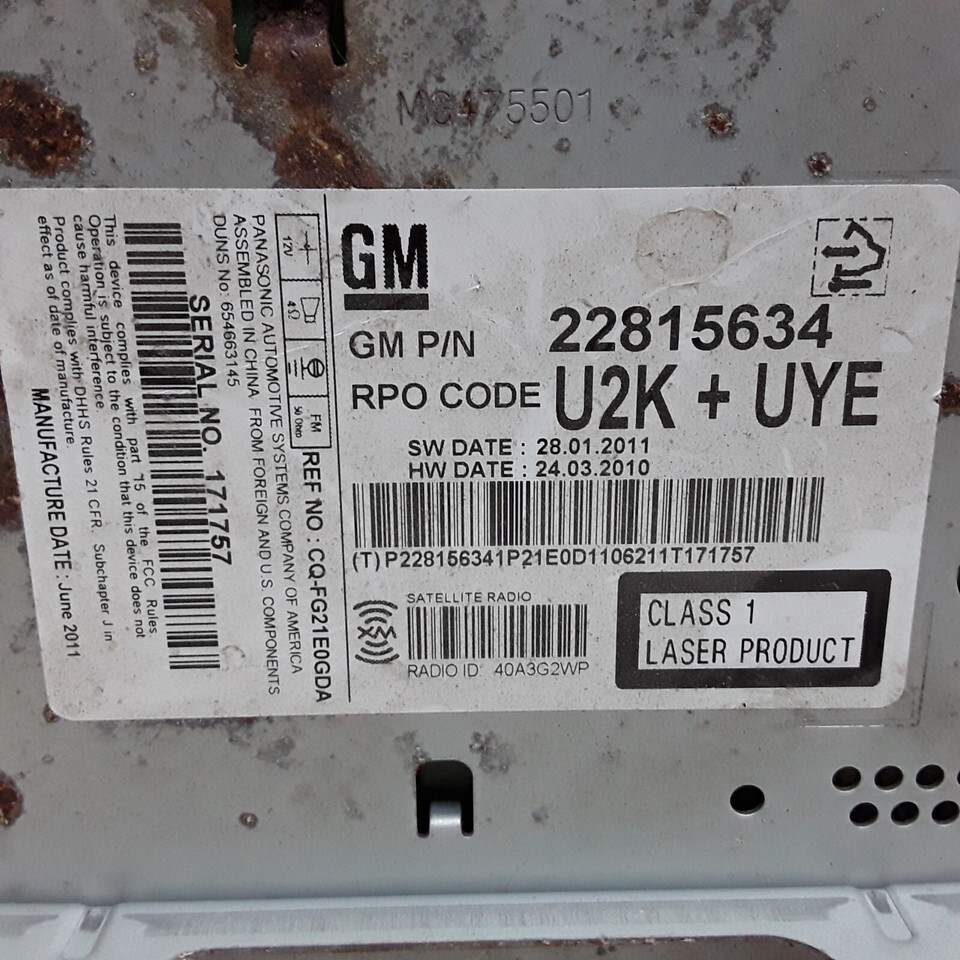 MC475501
GM
GM P/N 22815634
RPO CODE U2K + UYE
SW DATE : 28.01.2011
HW DATE : 24.03.2010
(T) P228156341P21E0D1106211T171757
SATELLITE RADIO
RADIO ID: 40A3G2WP
CLASS 1
LASER PRODUCT
12V
4Ω
FM
50 OHM
REF NO : CQ-FG21E0GDA
PANASONIC AUTOMOTIVE SYSTEMS COMPANY OF AMERICA
ASSEMBLED IN CHINA FROM FOREIGN AND U.S. COMPONENTS
DUNS No: 654663145
SERIAL NO. 171757
This device complies with part 15 of the FCC Rules.
Operation is subject to the condition that this device does not
cause harmful interference.
Product complies with DHHS Rules 21 CFR. Subchapter J in
effect as of date of manufacture.
MANUFACTURE DATE : June 2011